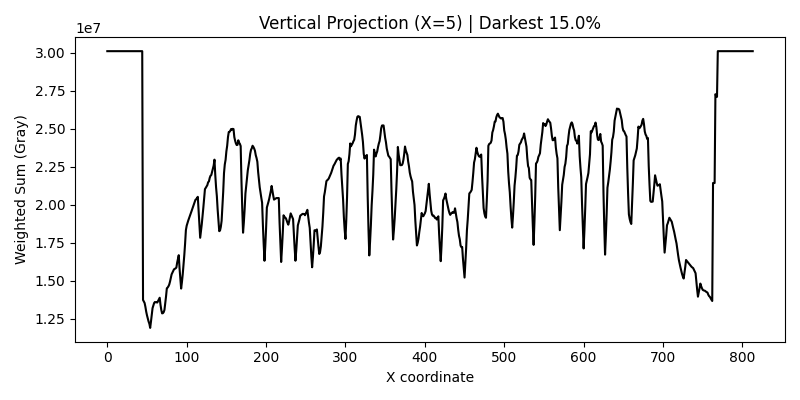 Vertical Projection (X=5) | Darkest 15.0%
1e7
3.00
2.75
2.50
2.25
2.00
1.75
1.50
1.25
Weighted Sum (Gray)
0 100 200 300 400 500 600 700 800
X coordinate